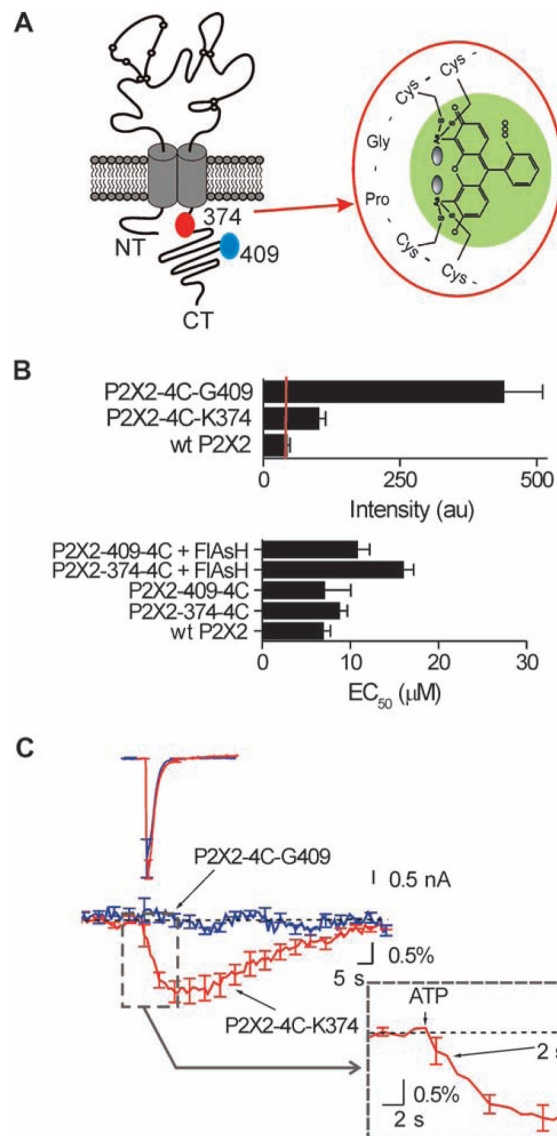 A
374
NT
409
CT
Cys - Cys -
Gly
Pro
Cys - Cys -
B
P2X2-4C-G409
P2X2-4C-K374
wt P2X2
0 250 500
Intensity (au)
P2X2-409-4C + FlAsH
P2X2-374-4C + FlAsH
P2X2-409-4C
P2X2-374-4C
wt P2X2
0 10 20 30
EC50 (μM)
C
P2X2-4C-G409
0.5 nA
0.5%
5 s
P2X2-4C-K374
ATP
2 s
0.5%
2 s